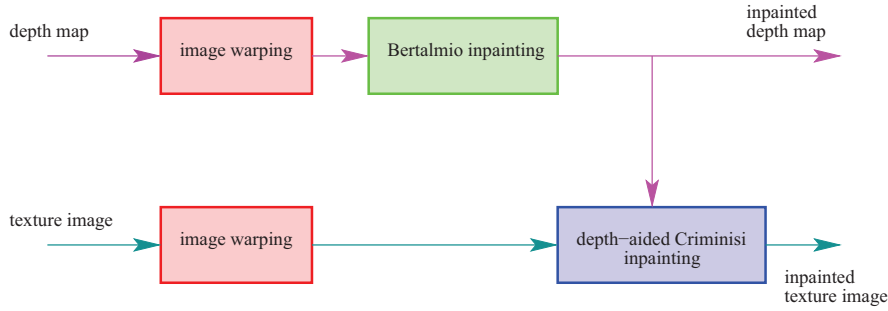 depth map
image warping
Bertalmio inpainting
inpainted
depth map
texture image
image warping
depth−aided Criminisi
inpainting
inpainted
texture image